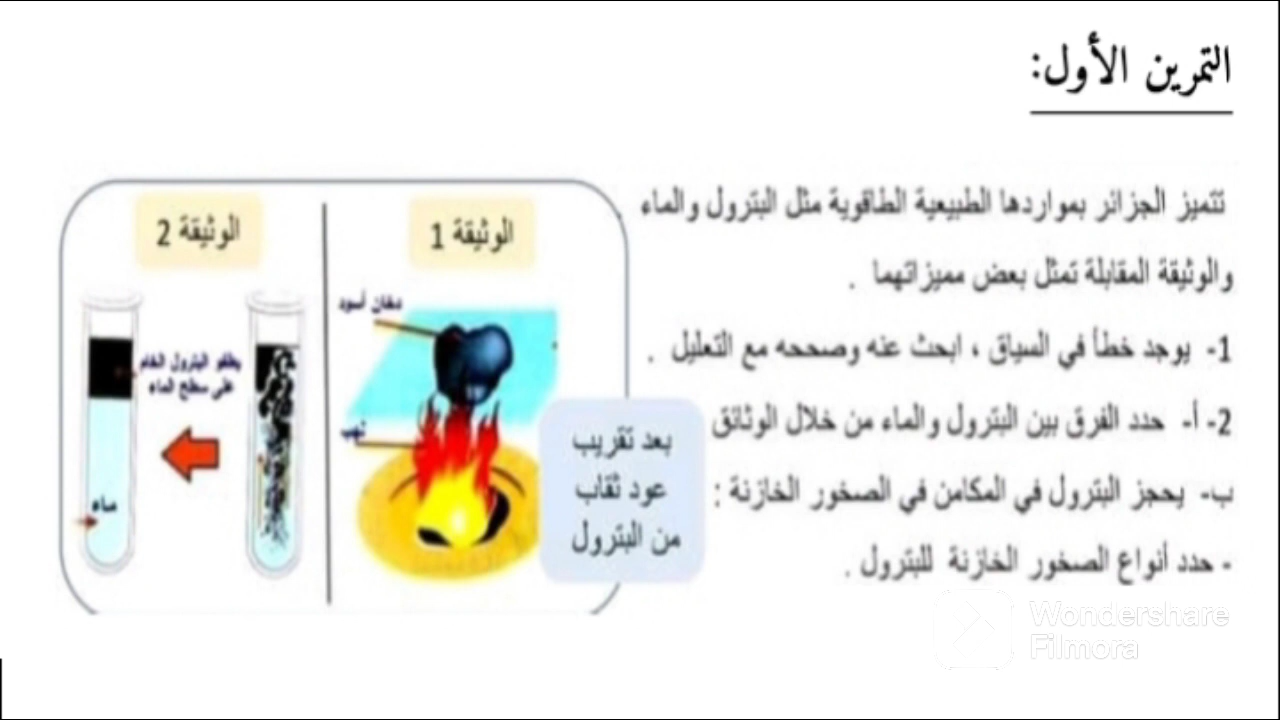 التمرين الأول:
تتميز الجزائر بمواردها الطبيعية الطاقوية مثل البترول والماء
والوثيقة المقابلة تمثل بعض مميزاتهما .
1- يوجد خطأ في السياق ، ابحث عنه وصححه مع التعليل .
2- أ- حدد الفرق بين البترول والماء من خلال الوثائق
ب- يحجز البترول في المكامن في الصخور الخازنة :
- حدد أنواع الصخور الخازنة للبترول .
الوثيقة 1
دخان أسود
لهب
بعد تقريب
عود ثقاب
من البترول
الوثيقة 2
يطفو البترول الخام
على سطح الماء
ماء
Wondershare
Filmora